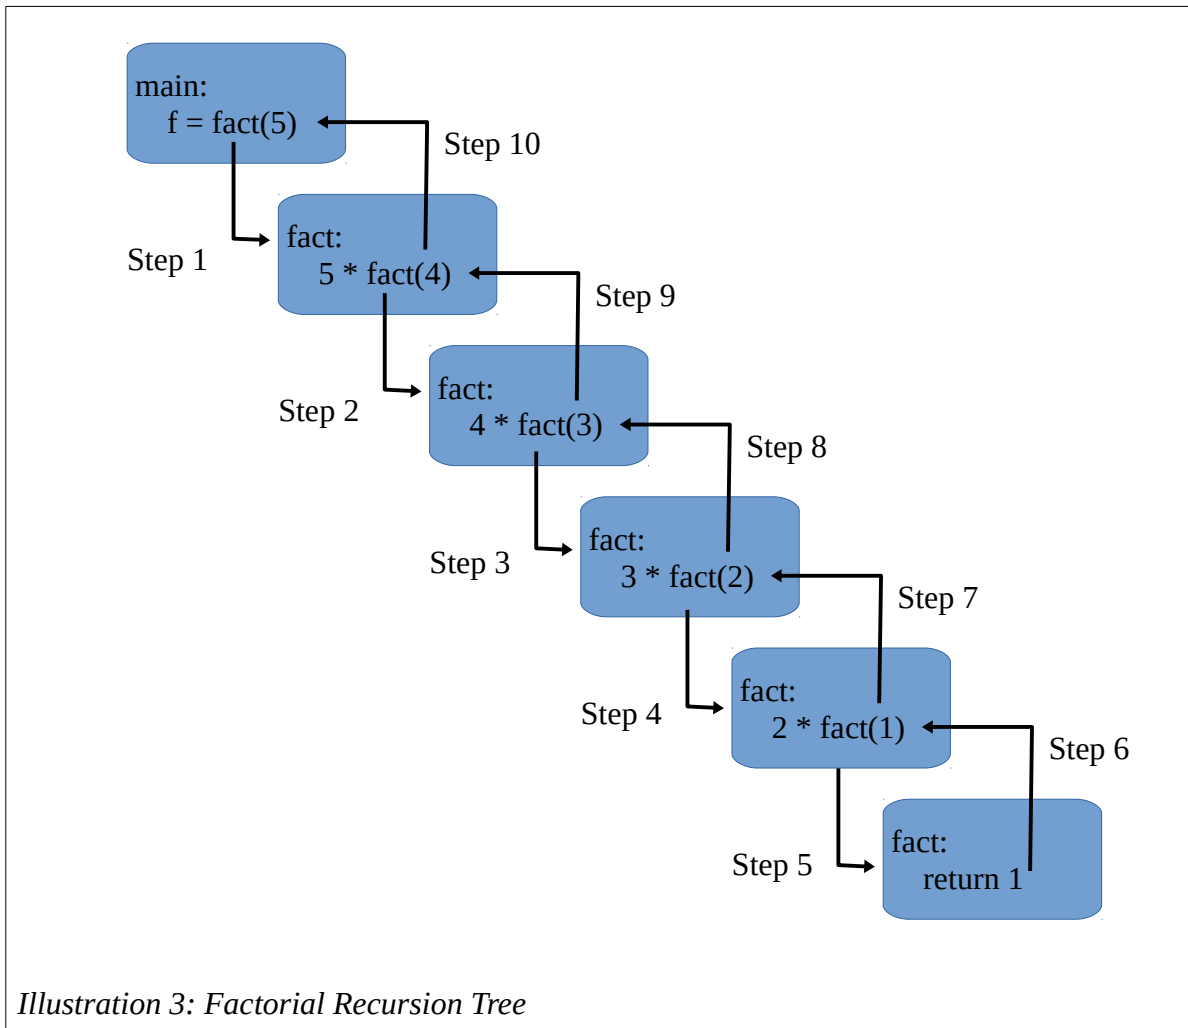 main:
f = fact(5)
Step 10
fact:
Step 1
5 * fact(4)
Step 9
fact:
Step 2
4 * fact(3)
Step 8
fact:
Step 3
3 * fact(2)
Step 7
fact:
Step 4
2 * fact(1)
Step 6
fact:
Step 5
return 1
Illustration 3: Factorial Recursion Tree